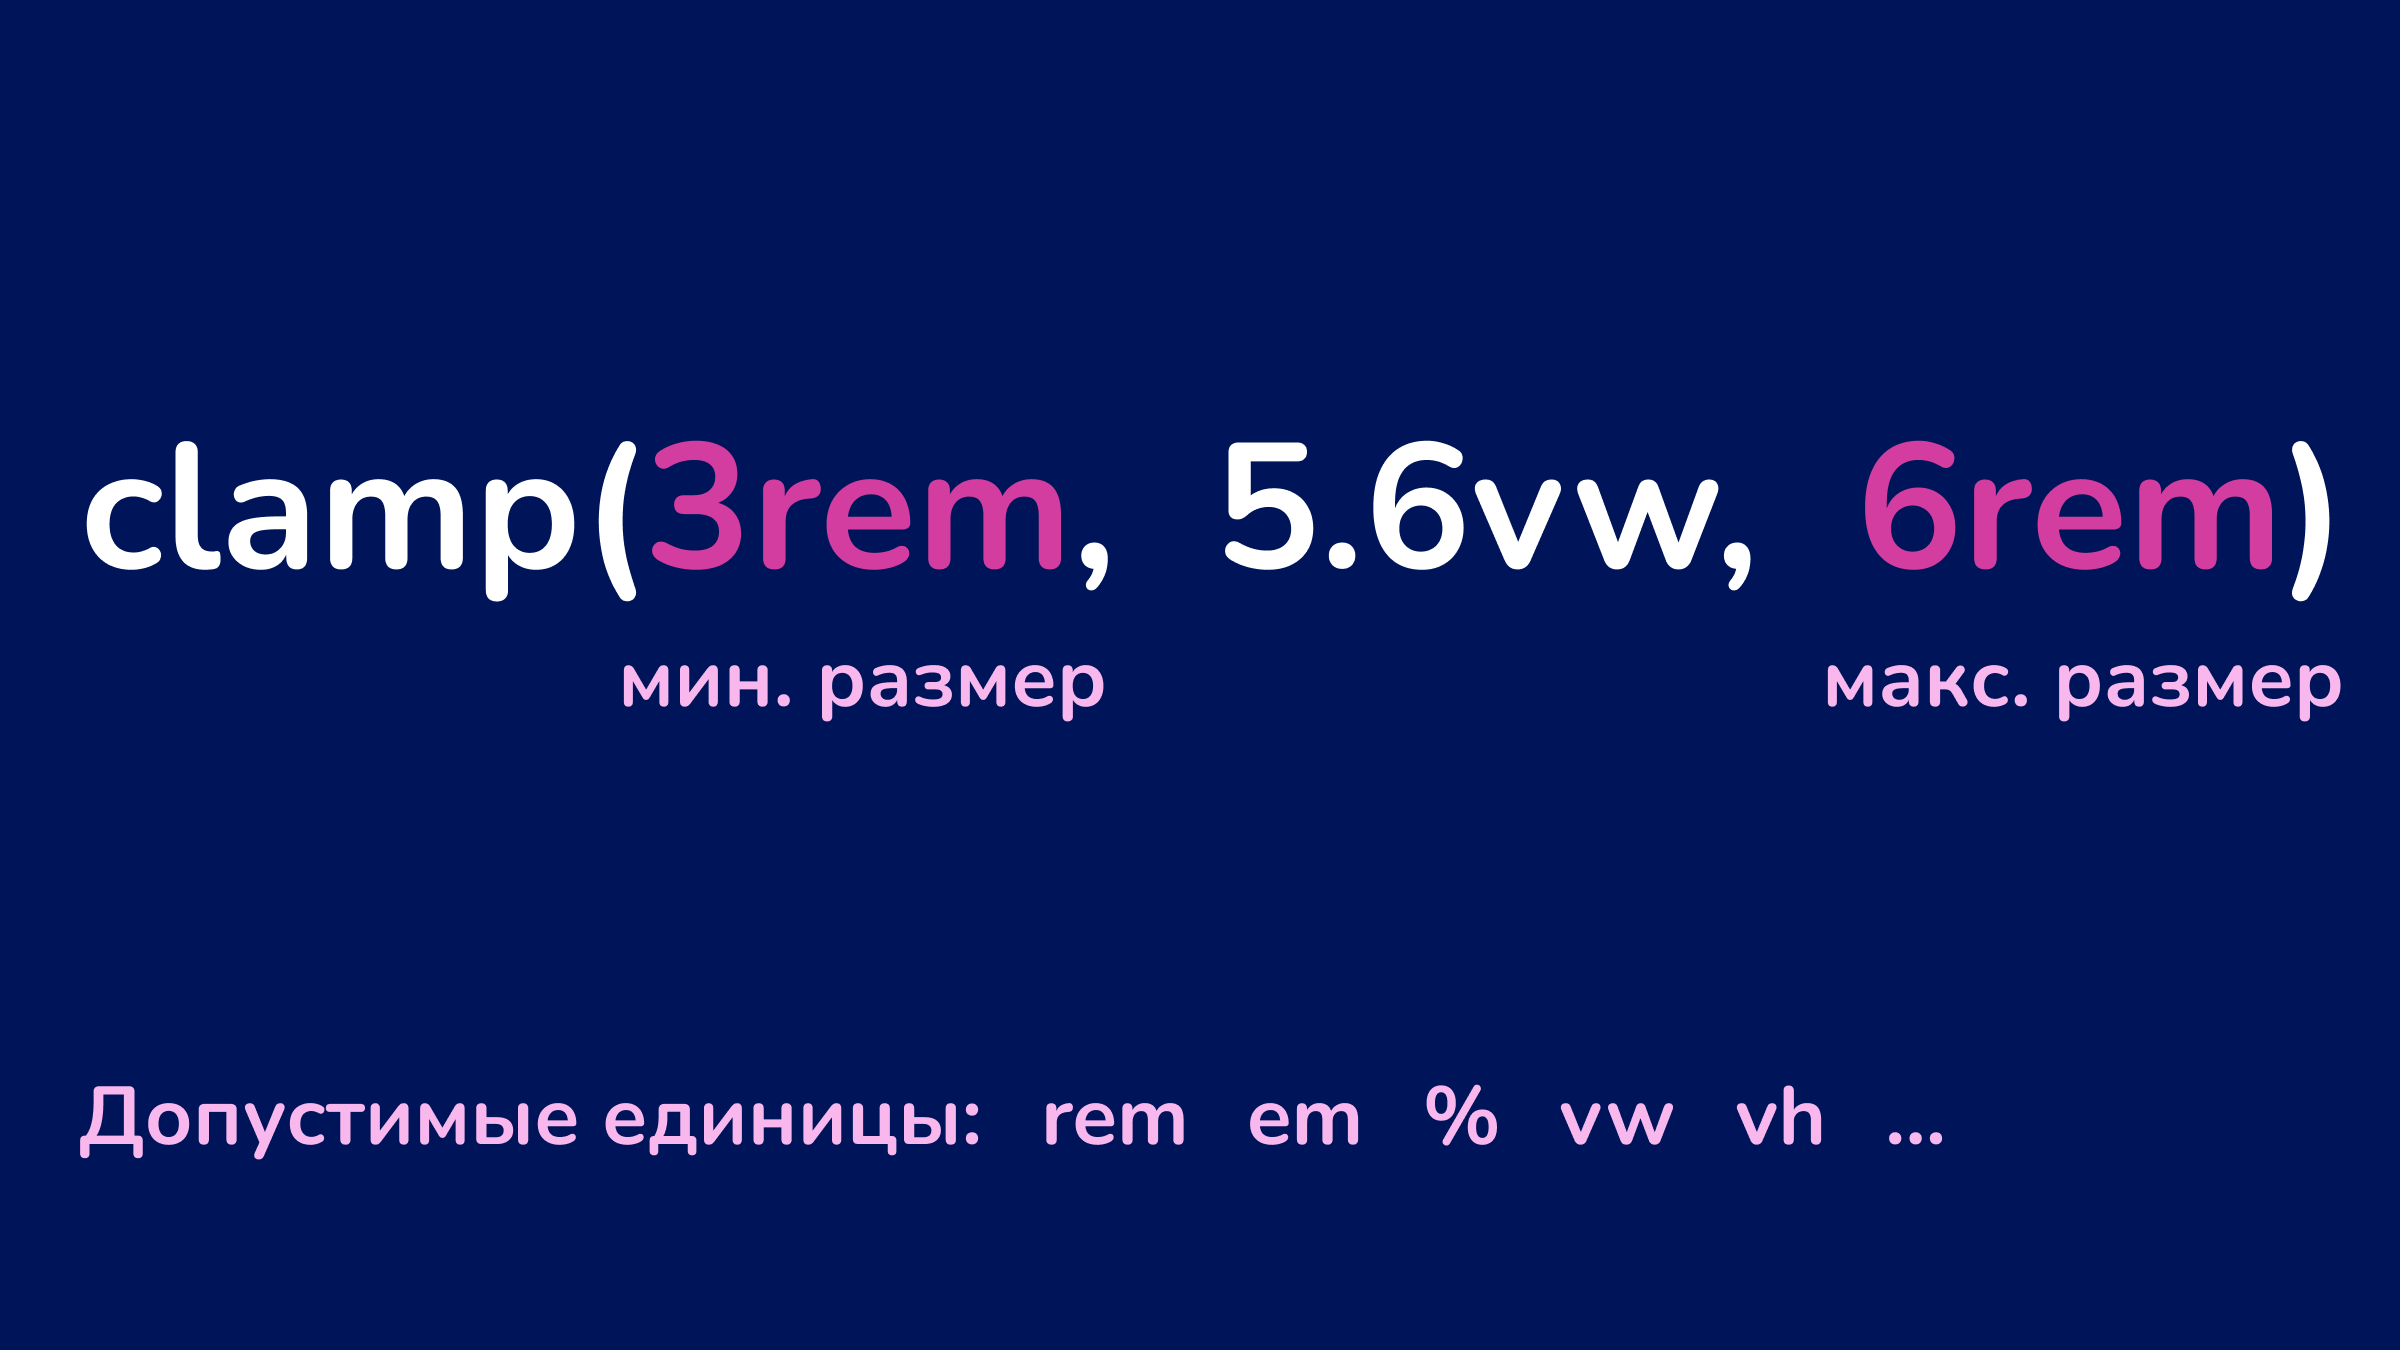 clamp(3rem, 5.6vw, 6rem)
мин. размер макс. размер
Допустимые единицы: rem em % vw vh ...